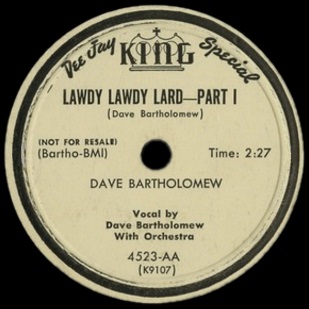 Dee Jay KING Special
LAWDY LAWDY LARD—PART I
(Dave Bartholomew)
(NOT FOR RESALE)
(Bartho-BMI) Time: 2:27
DAVE BARTHOLOMEW
Vocal by
Dave Bartholomew
With Orchestra
4523-AA
(K9107)